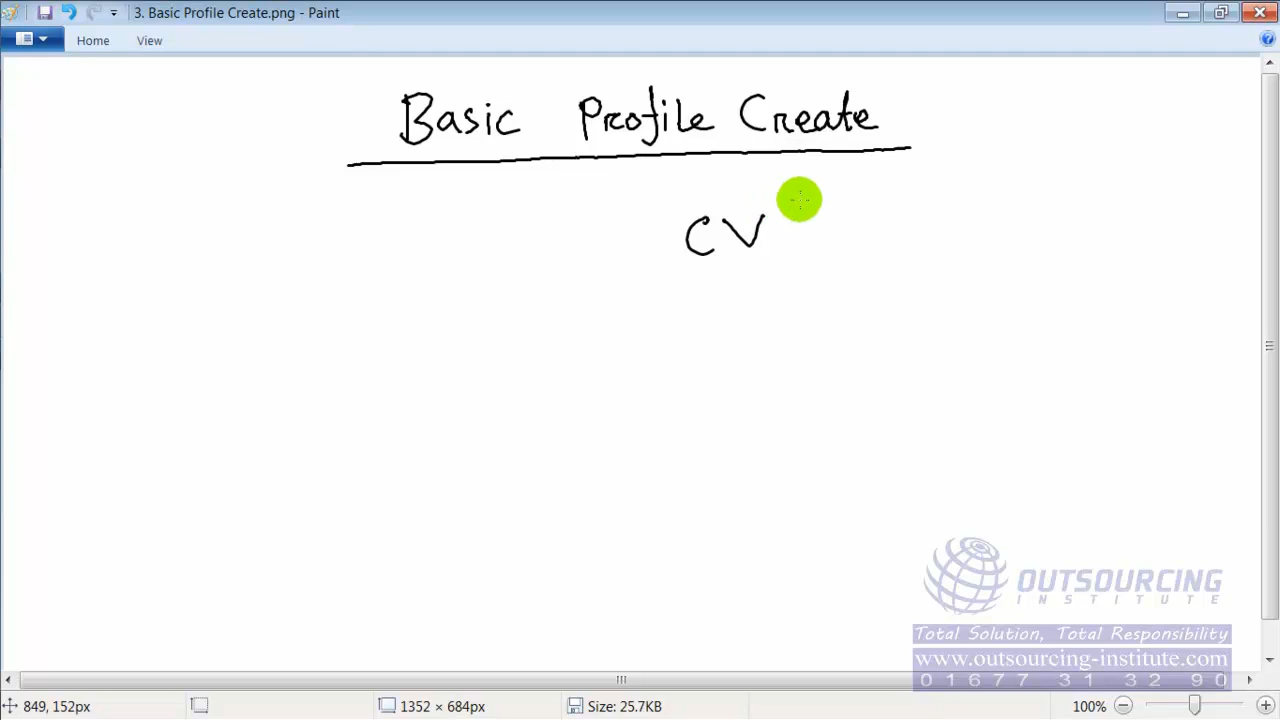 3. Basic Profile Create.png - Paint
Home View
Basic Profile Create
CV
OUTSOURCING
INSTITUTE
Total Solution, Total Responsibility
www.outsourcing-institute.com
01677 31 32 90
849, 152px 1352 × 684px Size: 25.7KB 100%